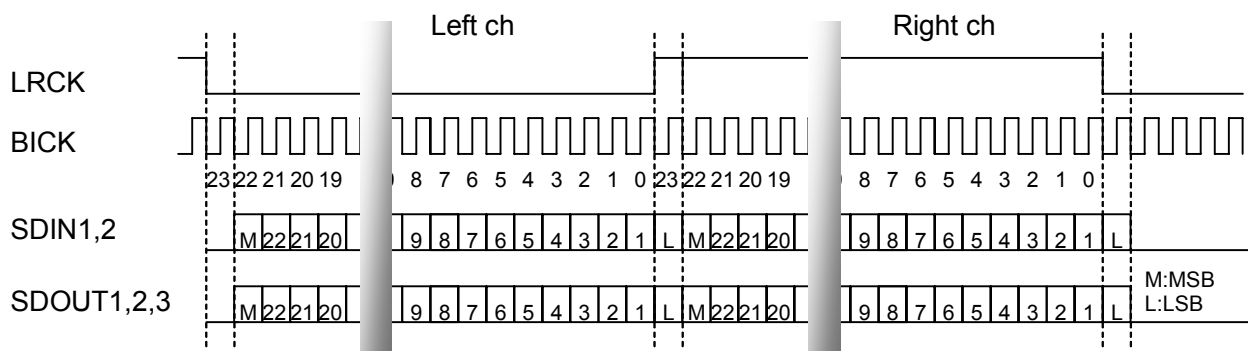 Left ch Right ch
LRCK
BICK
23 22 21 20 19 8 7 6 5 4 3 2 1 0 23 22 21 20 19 8 7 6 5 4 3 2 1 0
SDIN1,2 M 22 21 20 9 8 7 6 5 4 3 2 1 L M 22 21 20 9 8 7 6 5 4 3 2 1 L
SDOUT1,2,3 M 22 21 20 9 8 7 6 5 4 3 2 1 L M 22 21 20 9 8 7 6 5 4 3 2 1 L
M:MSB
L:LSB